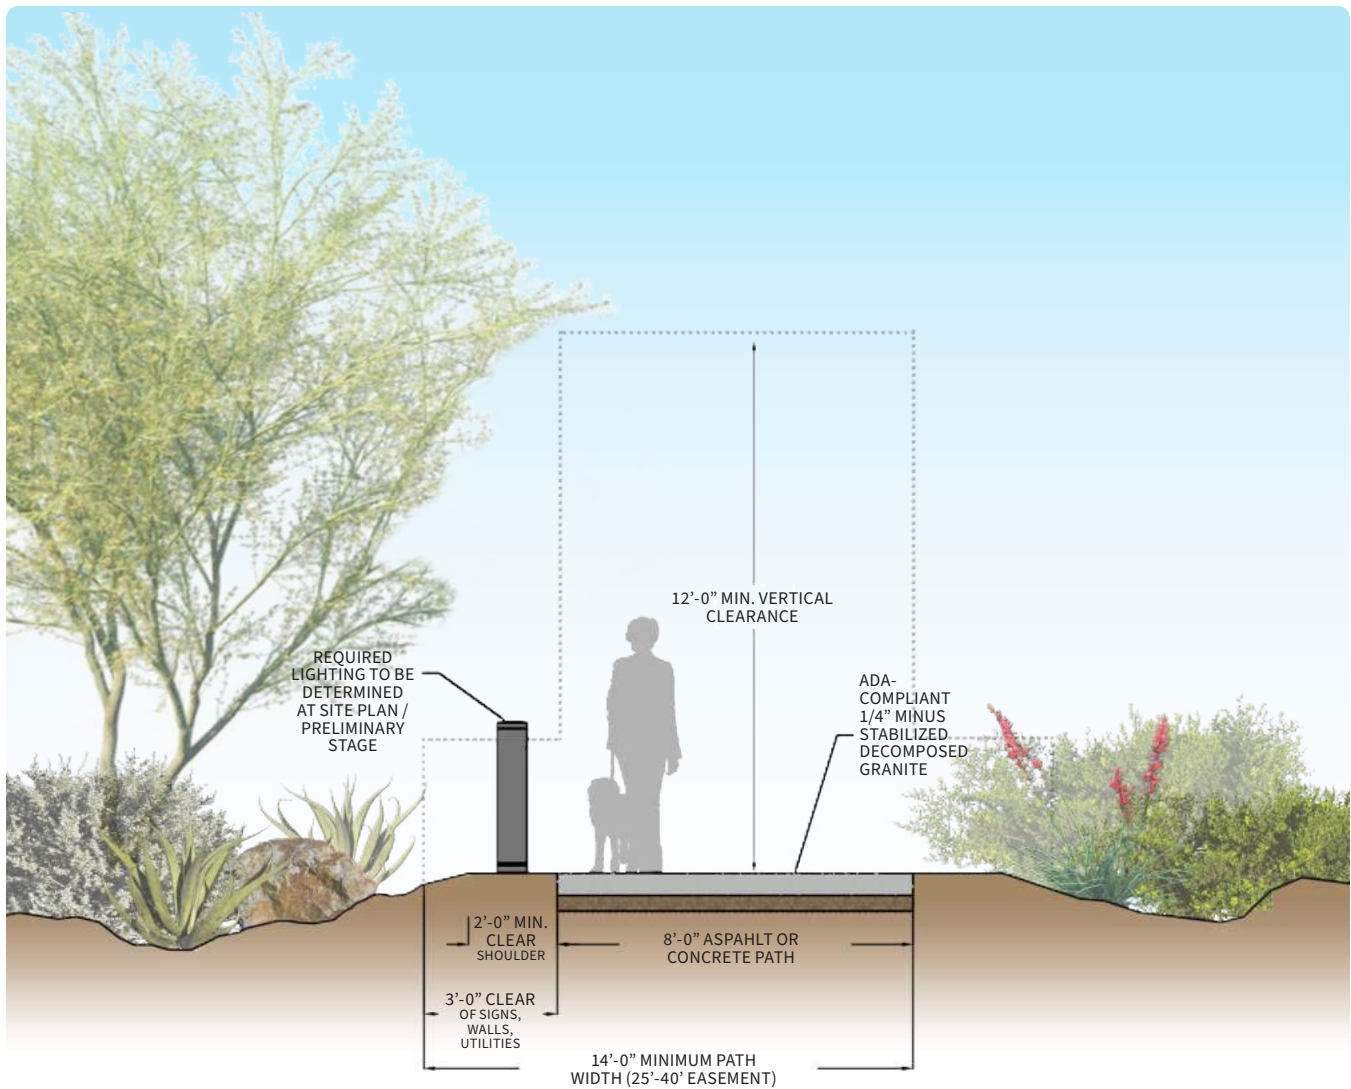 12’-0” MIN. VERTICAL
CLEARANCE
REQUIRED
LIGHTING TO BE
DETERMINED
AT SITE PLAN /
PRELIMINARY
STAGE
ADA-
COMPLIANT
1/4” MINUS
STABILIZED
DECOMPOSED
GRANITE
2’-0” MIN.
CLEAR
SHOULDER
8’-0” ASPAHLT OR
CONCRETE PATH
3’-0” CLEAR
OF SIGNS,
WALLS,
UTILITIES
14’-0” MINIMUM PATH
WIDTH (25’-40’ EASEMENT)